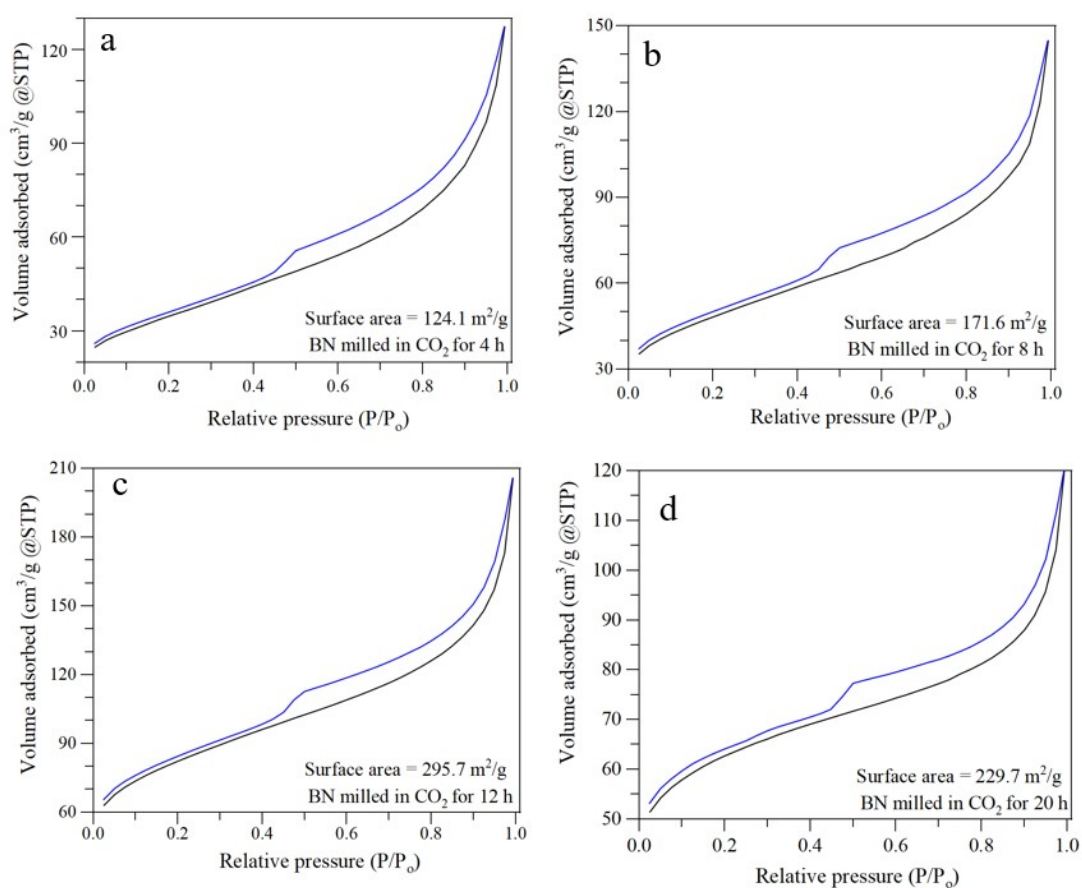 a
Volume adsorbed (cm³/g @STP)
120
90
60
30
Surface area = 124.1 m²/g
BN milled in CO₂ for 4 h
0.0 0.2 0.4 0.6 0.8 1.0
Relative pressure (P/Pₒ)
b
Volume adsorbed (cm³/g @STP)
150
120
90
60
30
Surface area = 171.6 m²/g
BN milled in CO₂ for 8 h
0.0 0.2 0.4 0.6 0.8 1.0
Relative pressure (P/Pₒ)
c
Volume adsorbed (cm³/g @STP)
210
180
150
120
90
60
Surface area = 295.7 m²/g
BN milled in CO₂ for 12 h
0.0 0.2 0.4 0.6 0.8 1.0
Relative pressure (P/Pₒ)
d
Volume adsorbed (cm³/g @STP)
120
110
100
90
80
70
60
50
Surface area = 229.7 m²/g
BN milled in CO₂ for 20 h
0.0 0.2 0.4 0.6 0.8 1.0
Relative pressure (P/Pₒ)